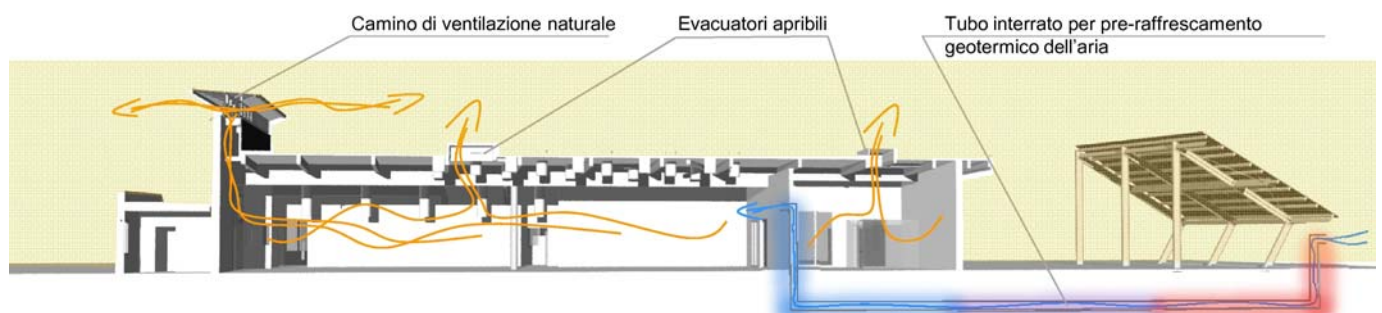 Camino di ventilazione naturale
Evacuatori apribili
Tubo interrato per pre-raffrescamento
geotermico dell'aria